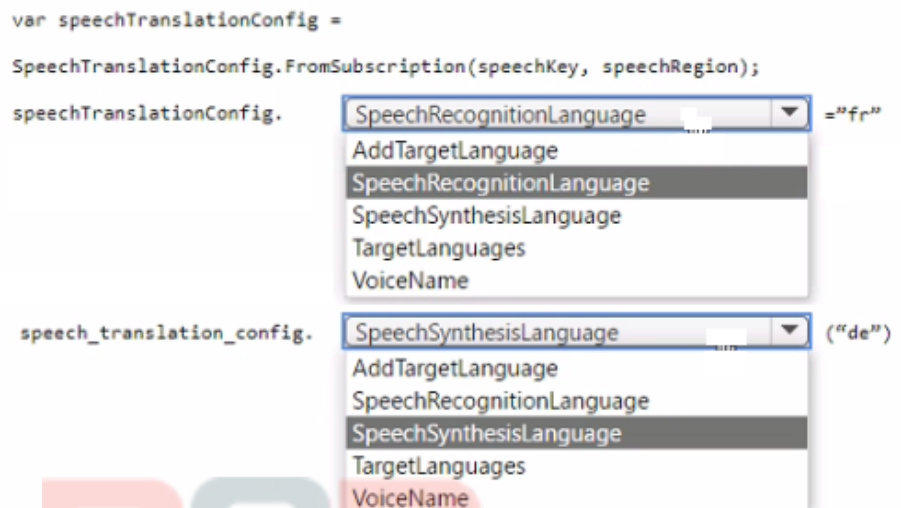 var speechTranslationConfig =
SpeechTranslationConfig.FromSubscription(speechKey, speechRegion);
speechTranslationConfig. SpeechRecognitionLanguage =”fr”
AddTargetLanguage
SpeechRecognitionLanguage
SpeechSynthesisLanguage
TargetLanguages
VoiceName
speech_translation_config. SpeechSynthesisLanguage (“de”)
AddTargetLanguage
SpeechRecognitionLanguage
SpeechSynthesisLanguage
TargetLanguages
VoiceName